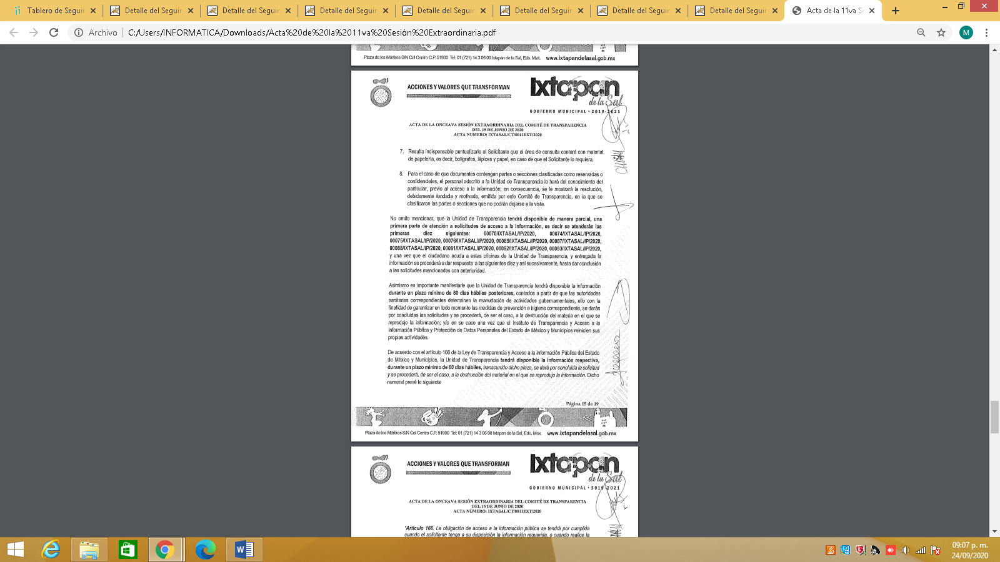 Tablero de Seguin
Detalle del Seguin
Detalle del Seguin
Detalle del Seguin
Detalle del Seguin
Detalle del Seguin
Detalle del Seguin
Detalle del Seguin
Acta de la 11va S
Archivo | C:/Users/INFORMATICA/Downloads/Acta%20de%20la%2011va%20Sesión%20Extraordinaria.pdf
M
Plaza de los Mártires S/N Col Centro C.P. 51900 Tel: 01 (721) 14 3 06 00 Ixtapan de la Sal, Edo. Mex. www.ixtapandelasal.gob.mx
ACCIONES Y VALORES QUE TRANSFORMAN
Ixtapan
de la Sal
GOBIERNO MUNICIPAL • 2019-2021
ACTA DE LA ONCEAVA SESIÓN EXTRAORDINARIA DEL COMITÉ DE TRANSPARENCIA
DEL 15 DE JUNIO DE 2020
ACTA NUMERO: IXTASAL/CT/0011EXT/2020
7. Resulta indispensable puntualizarle al Solicitante que el área de consulta contará con material
de papelería, es decir, bolígrafos, lápices y papel, en caso de que el Solicitante lo requiera.
8. Para el caso de que documentos contengan partes o secciones clasificadas como reservadas o
confidenciales, el personal adscrito a la Unidad de Transparencia lo hará del conocimiento del
particular, previo al acceso a la información; en consecuencia, se le mostrará la resolución,
debidamente fundada y motivada, emitida por este Comité de Transparencia, en la que se
clasificaron las partes o secciones que no podrán dejarse a la vista.
No omito mencionar, que la Unidad de Transparencia tendrá disponible de manera parcial, una
primera parte de atención a solicitudes de acceso a la información, es decir se atenderán las
primeras diez siguientes: 00070/IXTASAL/IP/2020, 00074/IXTASAL/IP/2020,
00075/IXTASAL/IP/2020, 00076/IXTASAL/IP/2020, 00085/IXTASAL/IP/2020, 00087/IXTASAL/IP/2020,
00088/IXTASAL/IP/2020, 00091/IXTASAL/IP/2020, 00092/IXTASAL/IP/2020, 00093/IXTASAL/IP/2020,
y una vez que el ciudadano acuda a estas oficinas de la Unidad de Transparencia, y entregada la
información se procederá a dar respuesta a las siguientes diez y así sucesivamente, hasta dar conclusión
a las solicitudes mencionadas con anterioridad.
Asimismo es importante manifestarle que la Unidad de Transparencia tendrá disponible la información
durante un plazo mínimo de 60 días hábiles posteriores, contados a partir de que las autoridades
sanitarias correspondientes determinen la reanudación de actividades gubernamentales, ello con la
finalidad de garantizar en todo momento las medidas de prevención e higiene correspondiente, se darán
por concluidas las solicitudes y se procederá, de ser el caso, a la destrucción del materia en el que se
reprodujo la información; y/o en su caso una vez que el Instituto de Transparencia y Acceso a la
Información Pública y Protección de Datos Personales del Estado de México y Municipios reinicien sus
propias actividades.
De acuerdo con el artículo 166 de la Ley de Transparencia y Acceso a la Información Pública del Estado
de México y Municipios, la Unidad de Transparencia tendrá disponible la información respectiva,
durante un plazo mínimo de 60 días hábiles, transcurrido dicho plazo, se dará por concluida la solicitud
y se procederá, de ser el caso, a la destrucción del material en el que se reprodujo la información. Dicho
numeral prevé lo siguiente
Página 15 de 19
Plaza de los Mártires S/N Col Centro C.P. 51900 Tel: 01 (721) 14 3 06 00 Ixtapan de la Sal, Edo. Mex. www.ixtapandelasal.gob.mx
ACCIONES Y VALORES QUE TRANSFORMAN
Ixtapan
de la Sal
GOBIERNO MUNICIPAL • 2019-2021
ACTA DE LA ONCEAVA SESIÓN EXTRAORDINARIA DEL COMITÉ DE TRANSPARENCIA
DEL 15 DE JUNIO DE 2020
ACTA NUMERO: IXTASAL/CT/0011EXT/2020
"Artículo 166. La obligación de acceso a la información pública se tendrá por cumplida
cuando el solicitante tenga a su disposición la información requerida, o cuando realice la
09:07 p. m.
24/09/2020